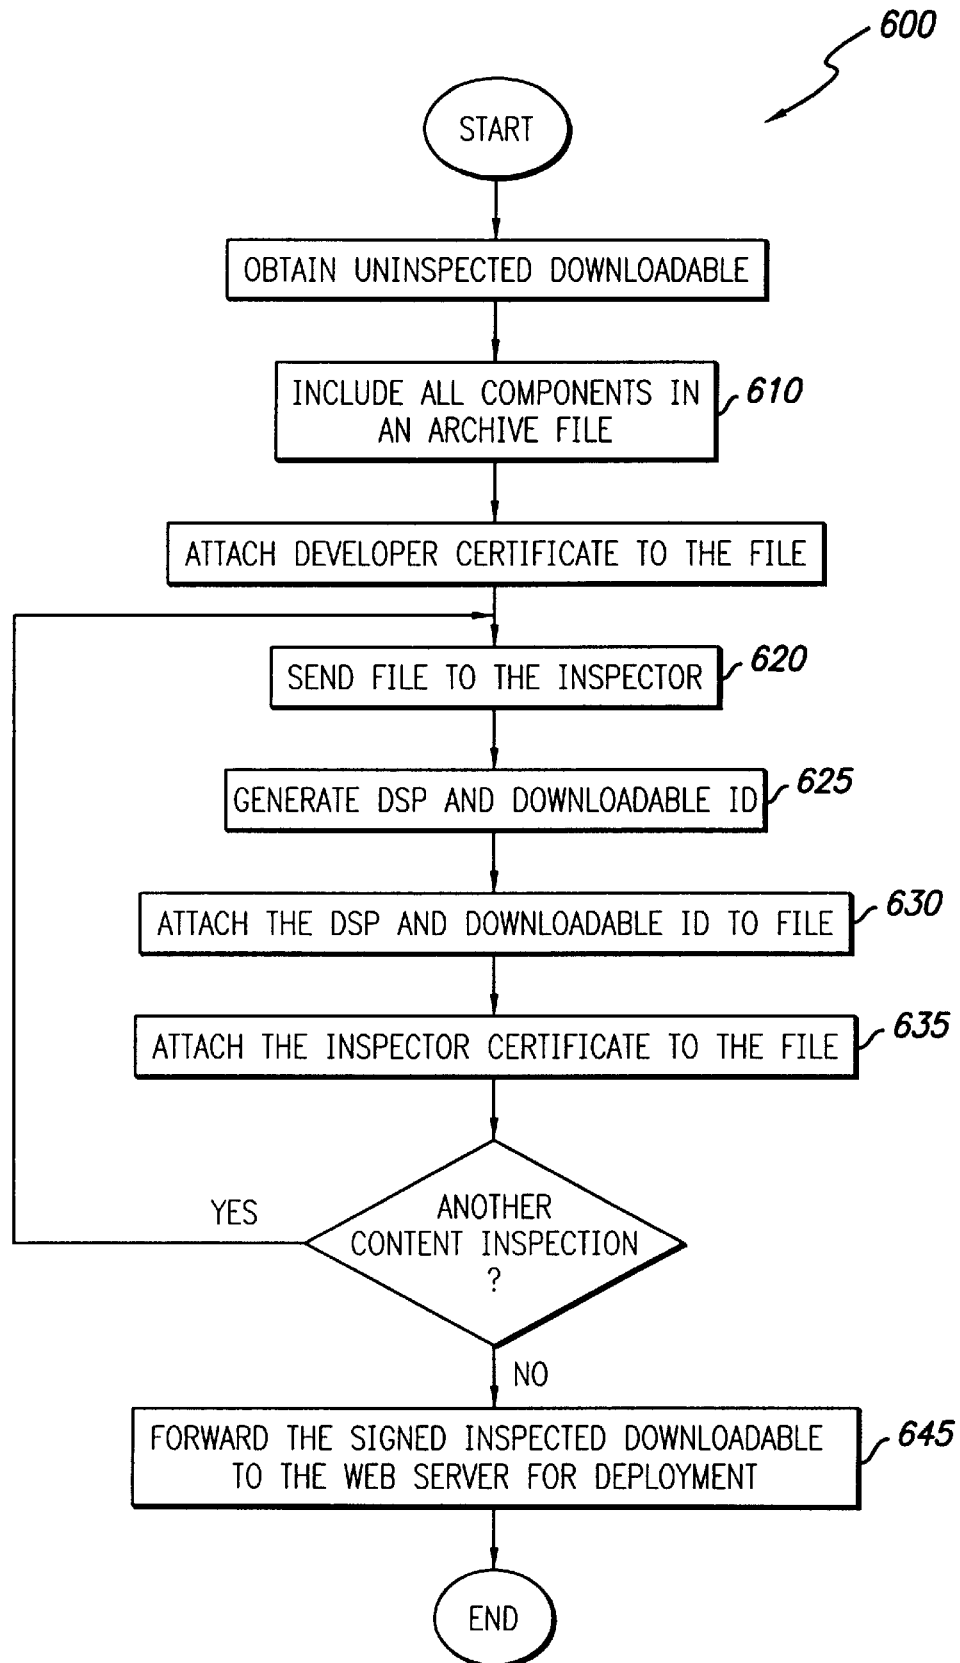 600
START
OBTAIN UNINSPECTED DOWNLOADABLE
INCLUDE ALL COMPONENTS IN
AN ARCHIVE FILE
610
ATTACH DEVELOPER CERTIFICATE TO THE FILE
SEND FILE TO THE INSPECTOR
620
GENERATE DSP AND DOWNLOADABLE ID
625
ATTACH THE DSP AND DOWNLOADABLE ID TO FILE
630
ATTACH THE INSPECTOR CERTIFICATE TO THE FILE
635
YES
ANOTHER
CONTENT INSPECTION
?
NO
FORWARD THE SIGNED INSPECTED DOWNLOADABLE
TO THE WEB SERVER FOR DEPLOYMENT
645
END